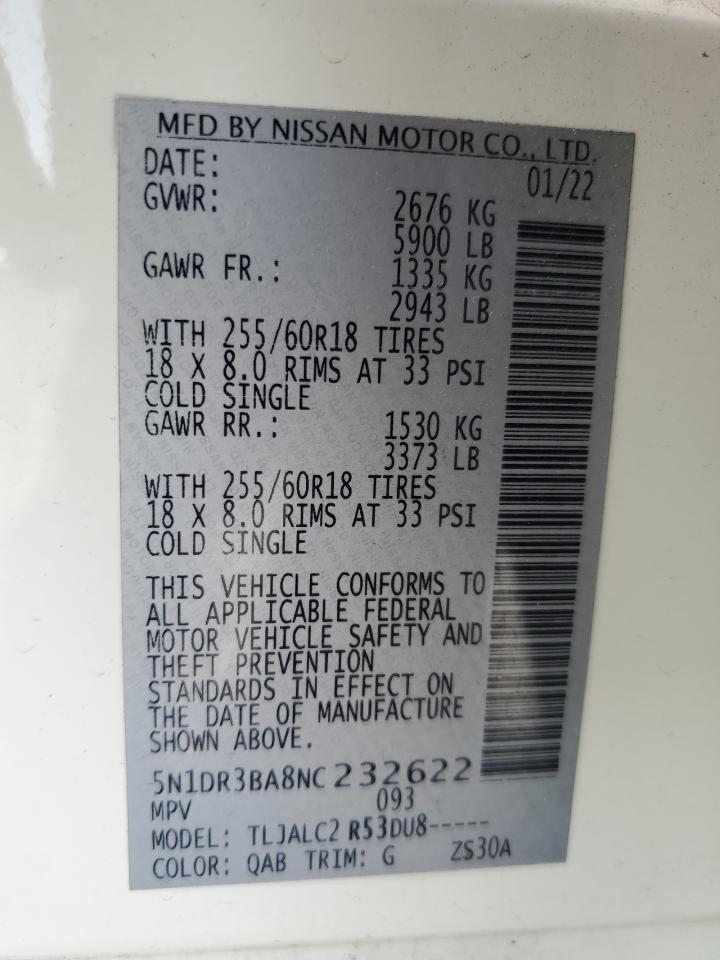 MFD BY NISSAN MOTOR CO., LTD.
DATE: 01/22
GVWR: 2676 KG
5900 LB
GAWR FR.: 1335 KG
2943 LB
WITH 255/60R18 TIRES
18 X 8.0 RIMS AT 33 PSI
COLD SINGLE
GAWR RR.: 1530 KG
3373 LB
WITH 255/60R18 TIRES
18 X 8.0 RIMS AT 33 PSI
COLD SINGLE
THIS VEHICLE CONFORMS TO
ALL APPLICABLE FEDERAL
MOTOR VEHICLE SAFETY AND
THEFT PREVENTION
STANDARDS IN EFFECT ON
THE DATE OF MANUFACTURE
SHOWN ABOVE.
5N1DR3BA8NC232622
MPV 093
MODEL: TLJALC2 R53DU8-----
COLOR: QAB TRIM: G ZS30A